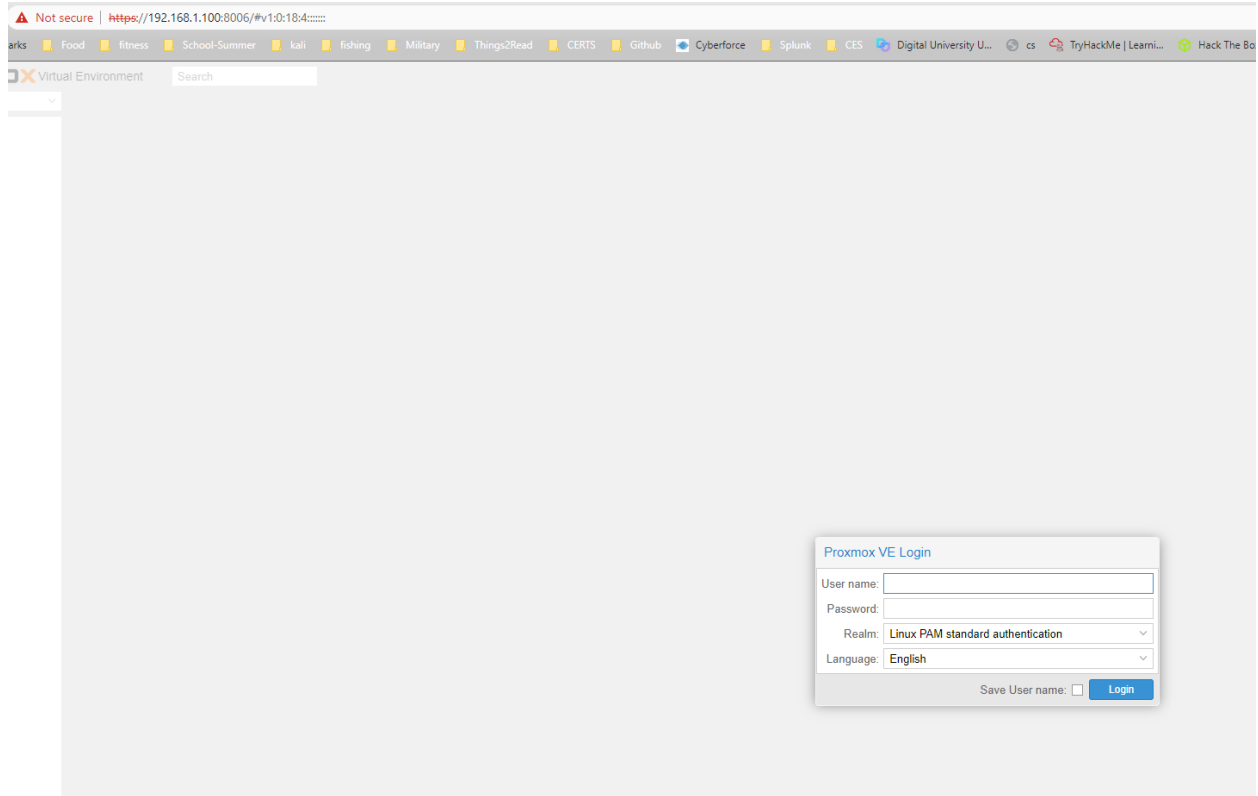 Not secure | https://192.168.1.100:8006/#v1:0:18:4:::::::
arks Food fitness School-Summer kali fishing Military Things2Read CERTS Github Cyberforce Splunk CES Digital University U... cs TryHackMe | Learni... Hack The Bo
OX Virtual Environment Search
Proxmox VE Login
User name:
Password:
Realm: Linux PAM standard authentication
Language: English
Save User name: Login